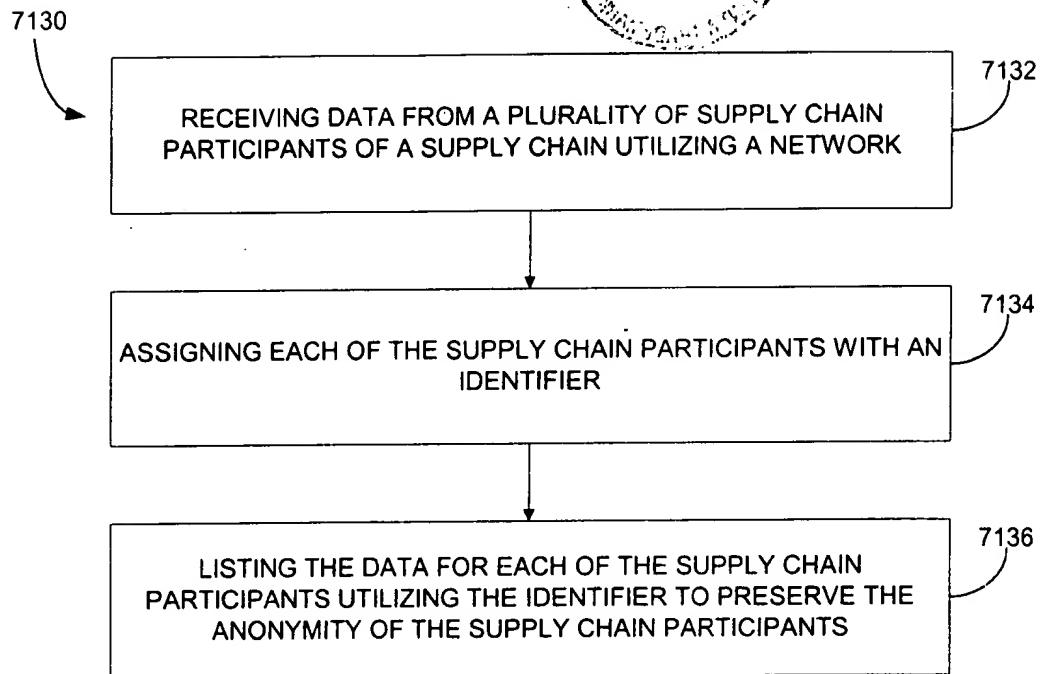 7130
7132
RECEIVING DATA FROM A PLURALITY OF SUPPLY CHAIN
PARTICIPANTS OF A SUPPLY CHAIN UTILIZING A NETWORK
7134
ASSIGNING EACH OF THE SUPPLY CHAIN PARTICIPANTS WITH AN
IDENTIFIER
7136
LISTING THE DATA FOR EACH OF THE SUPPLY CHAIN
PARTICIPANTS UTILIZING THE IDENTIFIER TO PRESERVE THE
ANONYMITY OF THE SUPPLY CHAIN PARTICIPANTS